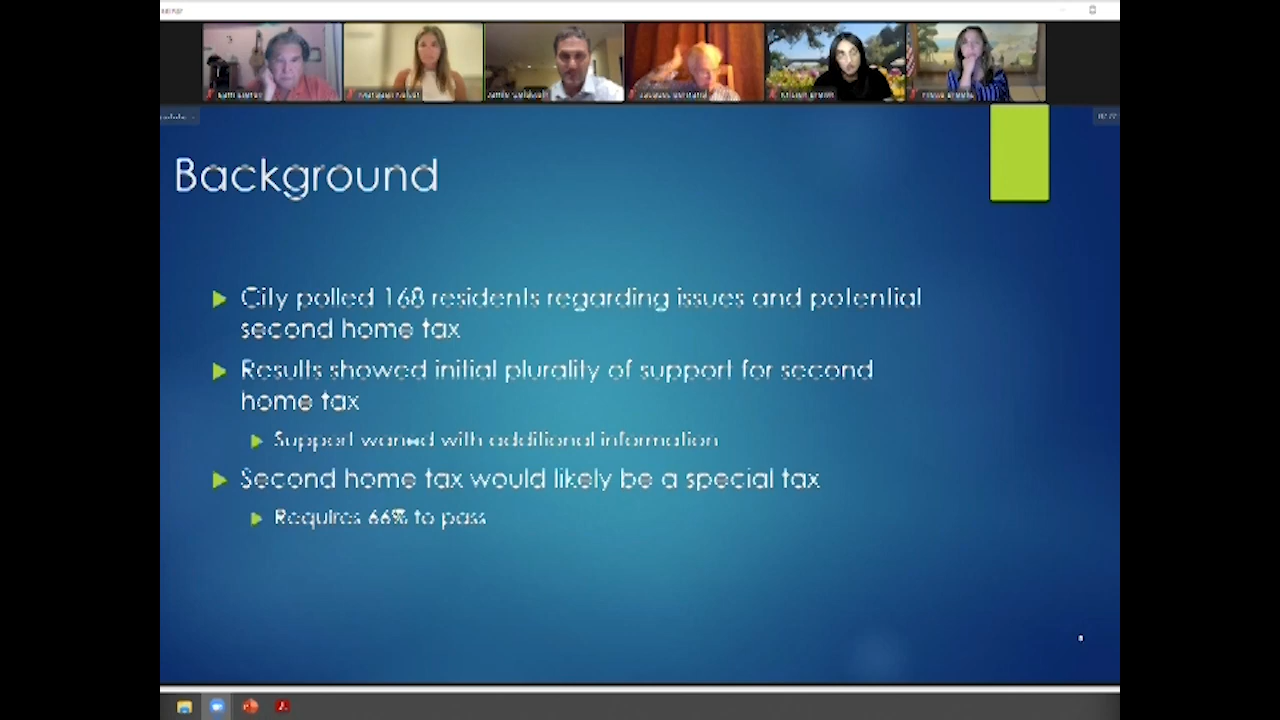 Background
City polled 168 residents regarding issues and potential
second home tax
Results showed initial plurality of support for second
home tax
Support waned with additional information
Second home tax would likely be a special tax
Requires 66% to pass